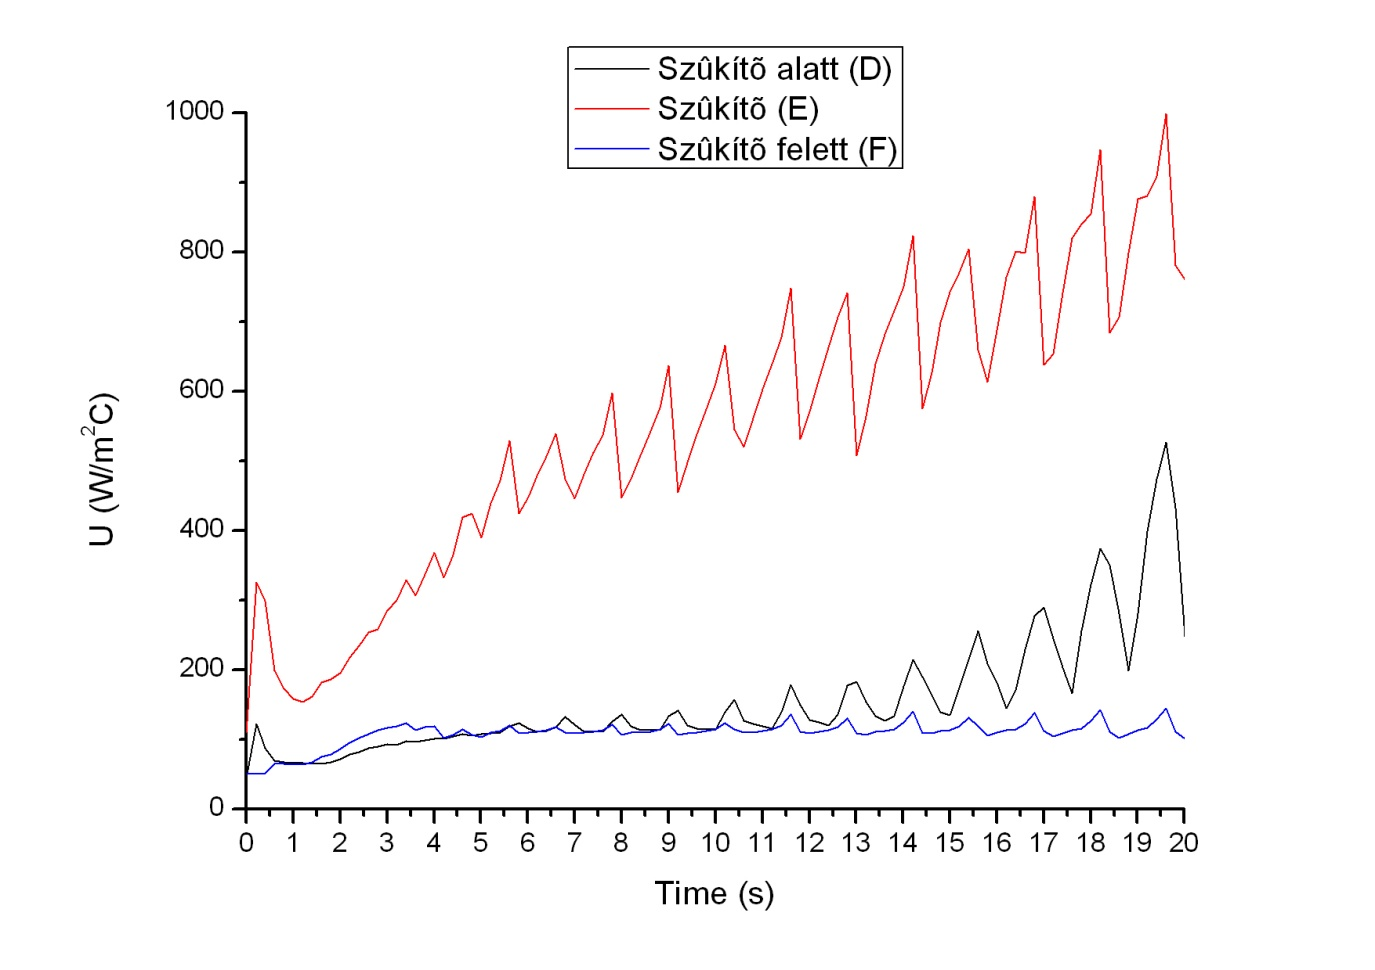 Szûkítõ alatt (D)
Szûkítõ (E)
Szûkítõ felett (F)
1000
800
600
400
200
0
U (W/m²C)
0 1 2 3 4 5 6 7 8 9 10 11 12 13 14 15 16 17 18 19 20
Time (s)